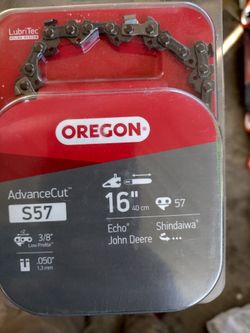 LubriTec
OREGON®
AdvanceCut™
S57
16"
40 cm
57
3/8"
Low Profile™
.050"
1.3 mm
Echo® Shindaiwa®
John Deere